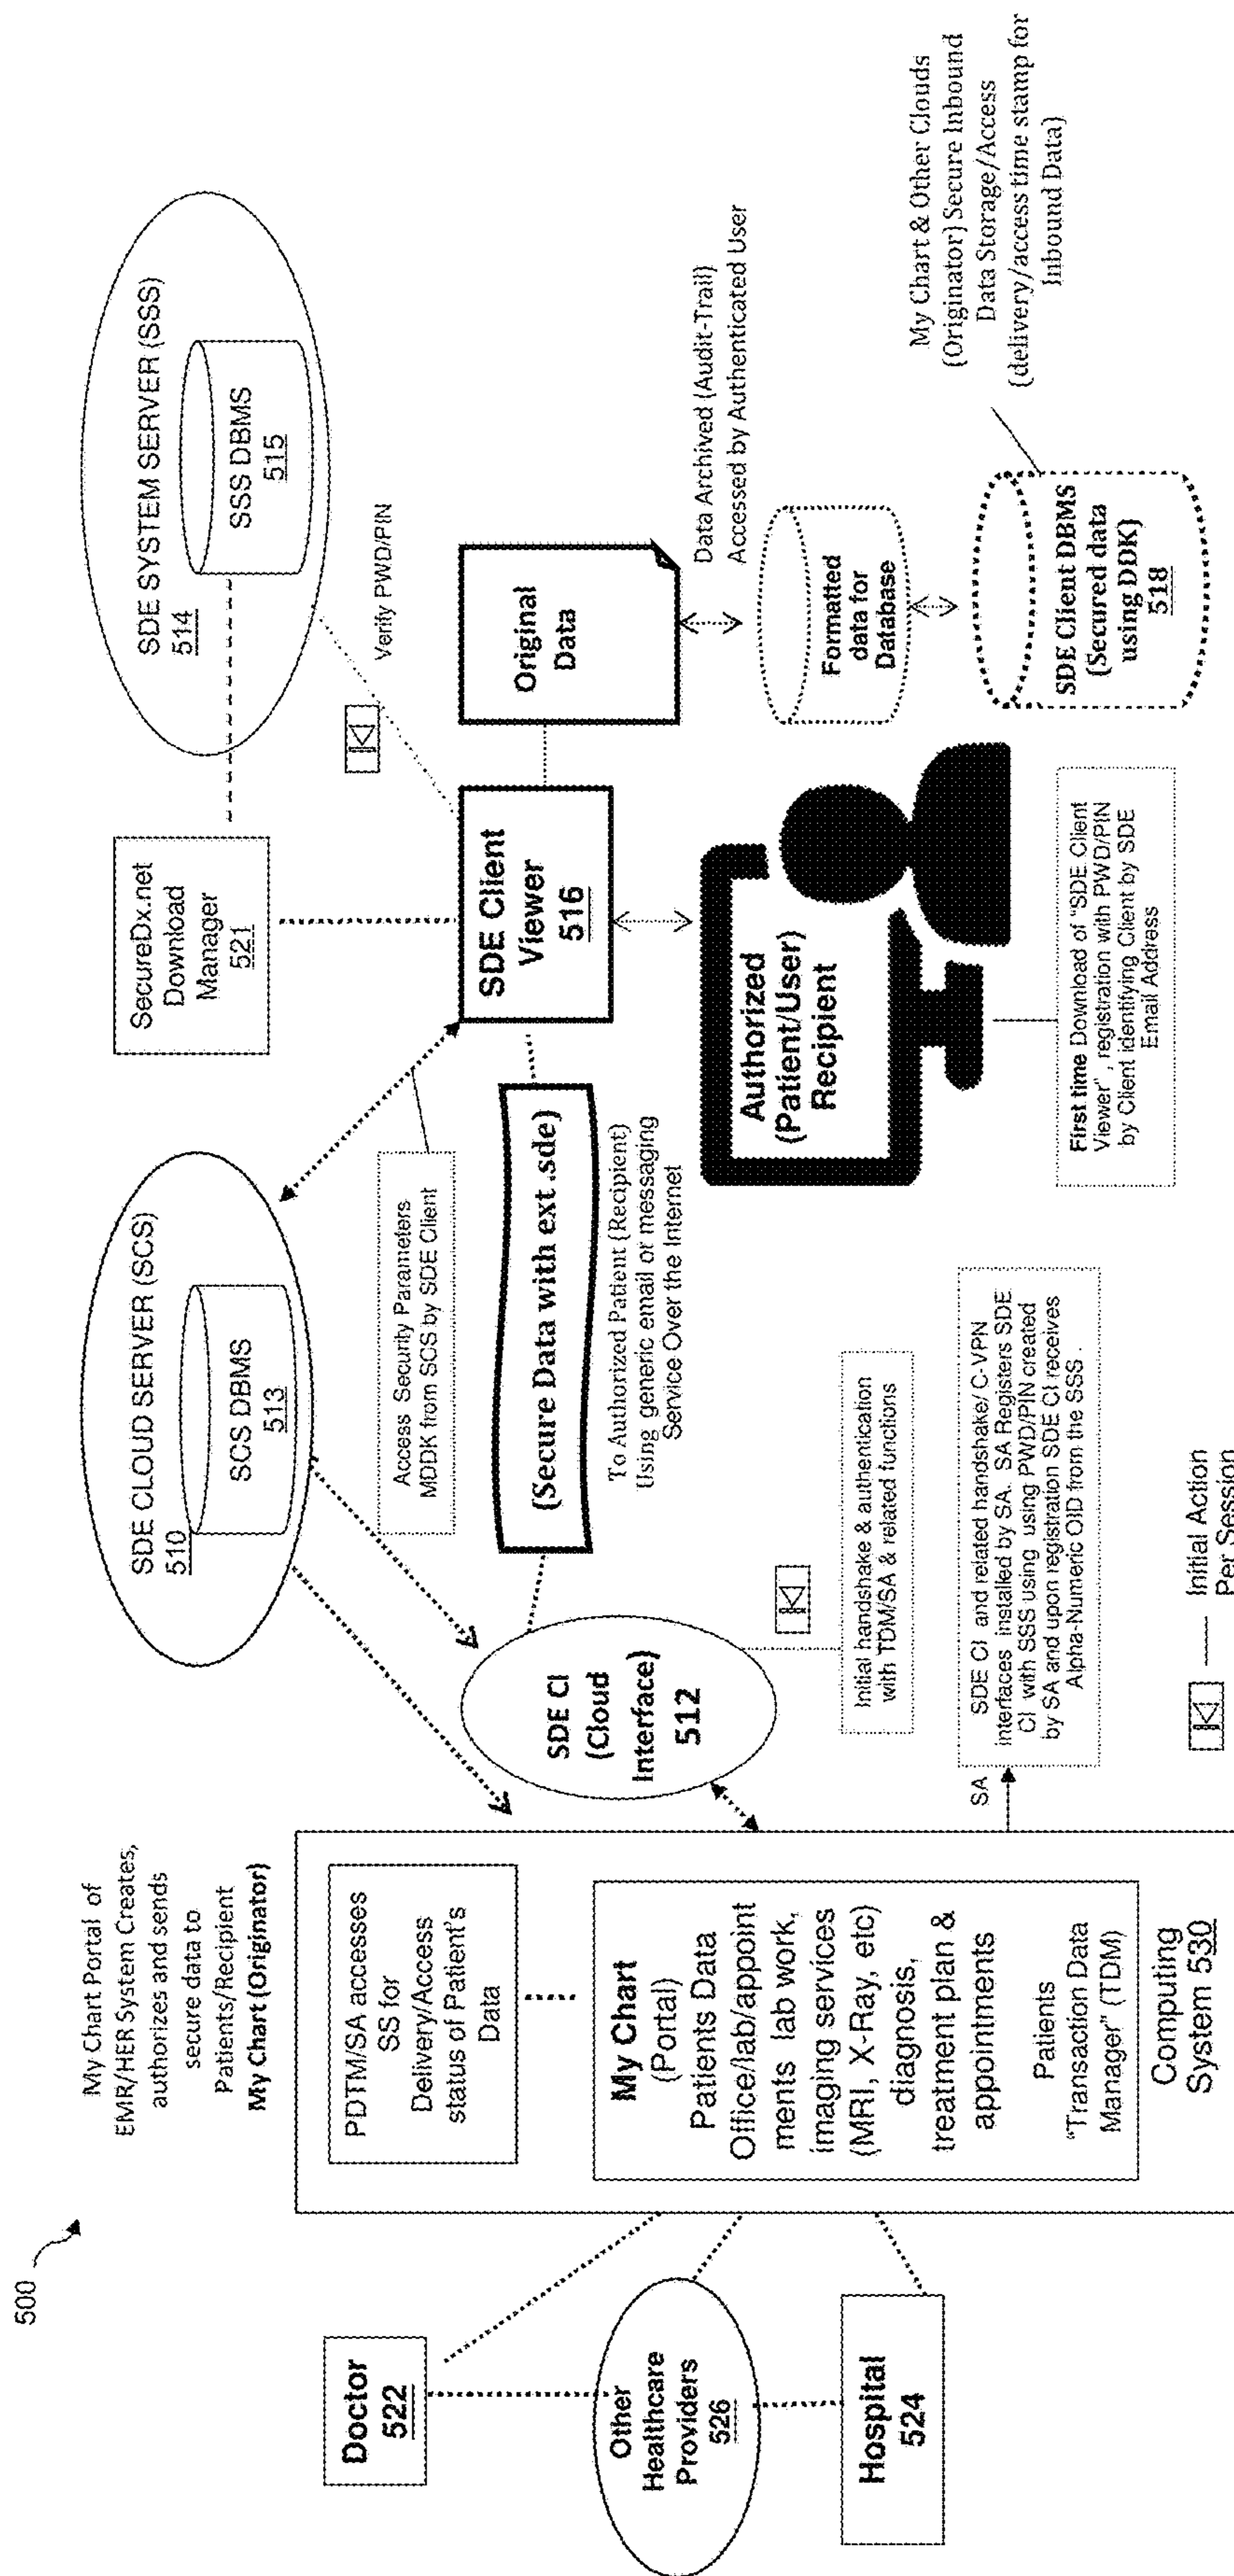 500
My Chart Portal of
EMR/HER System Creates,
authorizes and sends
secure data to
Patients/Recipient
My Chart (Originator)
Doctor
522
Other
Healthcare
Providers
526
Hospital
524
PDTM/SA accesses
SS for
Delivery/Access
status of Patient's
Data
My Chart
(Portal)
Patients Data
Office/lab/appoint
ments lab work,
imaging services
(MRI, X-Ray, etc)
diagnosis,
treatment plan &
appointments
Patients
"Transaction Data
Manager" (TDM)
Computing
System 530
SDE CLOUD SERVER (SCS)
510
SCS DBMS
513
SDE CI
(Cloud
Interface)
512
Access Security Parameters
MDDK from SCS by SDE Client
(Secure Data with ext .sde)
To Authorized Patient (Recipient)
Using generic email or messaging
Service Over the Internet
Initial handshake & authentication
with TDM/SA & related functions
SA
SDE CI and related handshake/ C-VPN
interfaces installed by SA. SA Registers SDE
CI with SSS using using PWD/PIN created
by SA and upon registration SDE CI receives
Alpha-Numeric OID from the SSS .
Initial Action
Per Session
SecureDx.net
Download
Manager
521
SDE SYSTEM SERVER (SSS)
514
SSS DBMS
515
Verify PWD/PIN
SDE Client
Viewer
516
Original
Data
Authorized
(Patient/User)
Recipient
First time Download of "SDE Client
Viewer" , registration with PWD/PIN
by Client identifying Client by SDE
Email Address
Data Archived (Audit-Trail)
Accessed by Authenticated User
Formatted
data for
Database
SDE Client DBMS
(Secured data
using DDK)
518
My Chart & Other Clouds
(Originator) Secure Inbound
Data Storage/Access
(delivery/access time stamp for
Inbound Data)